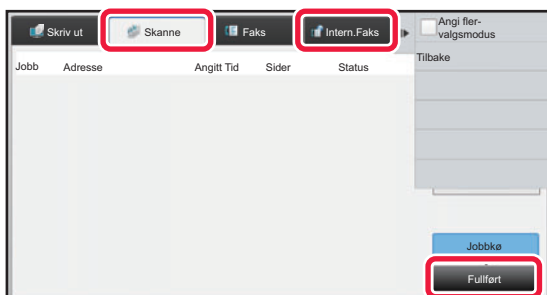 Skriv ut
Skanne
Faks
Intern.Faks
Angi fler-
valgsmodus
Tilbake
Jobb Adresse Angitt Tid Sider Status
Jobbkø
Fullført